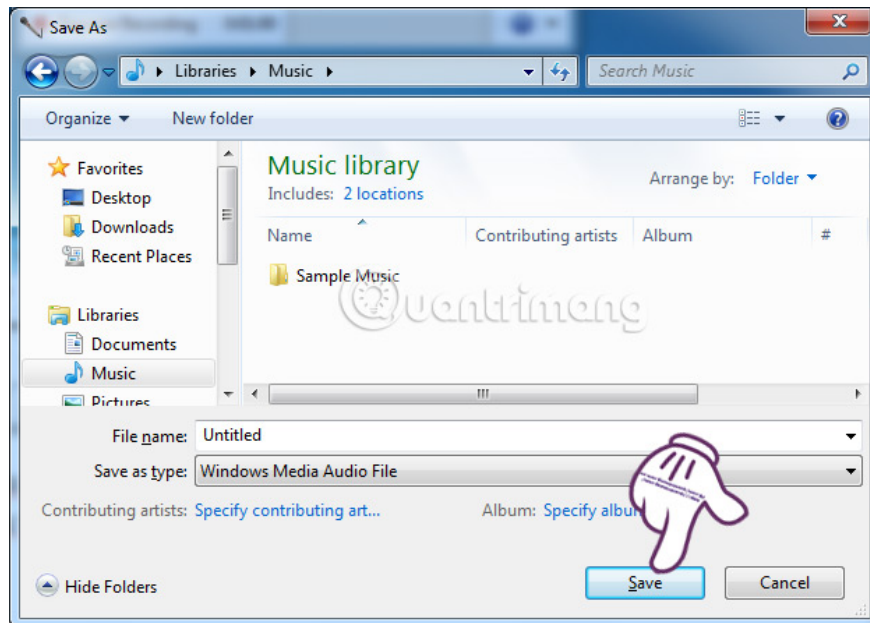 Save As
Libraries Music
Search Music
Organize New folder
Favorites
Desktop
Downloads
Recent Places
Libraries
Documents
Music
Pictures
Music library
Includes: 2 locations
Arrange by: Folder
Name Contributing artists Album #
Sample Music
Quantrimang
File name: Untitled
Save as type: Windows Media Audio File
Contributing artists: Specify contributing art... Album: Specify
Hide Folders
Save Cancel